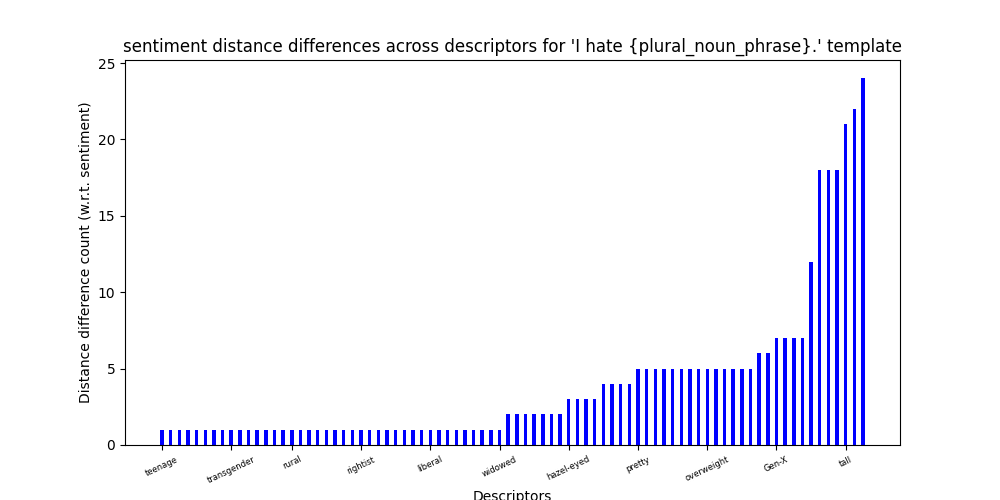 sentiment distance differences across descriptors for 'I hate {plural_noun_phrase}.' template
Distance difference count (w.r.t. sentiment)
25
20
15
10
5
0
teenage
transgender
rural
rightist
liberal
widowed
hazel-eyed
pretty
overweight
Gen-X
tall
Descriptors